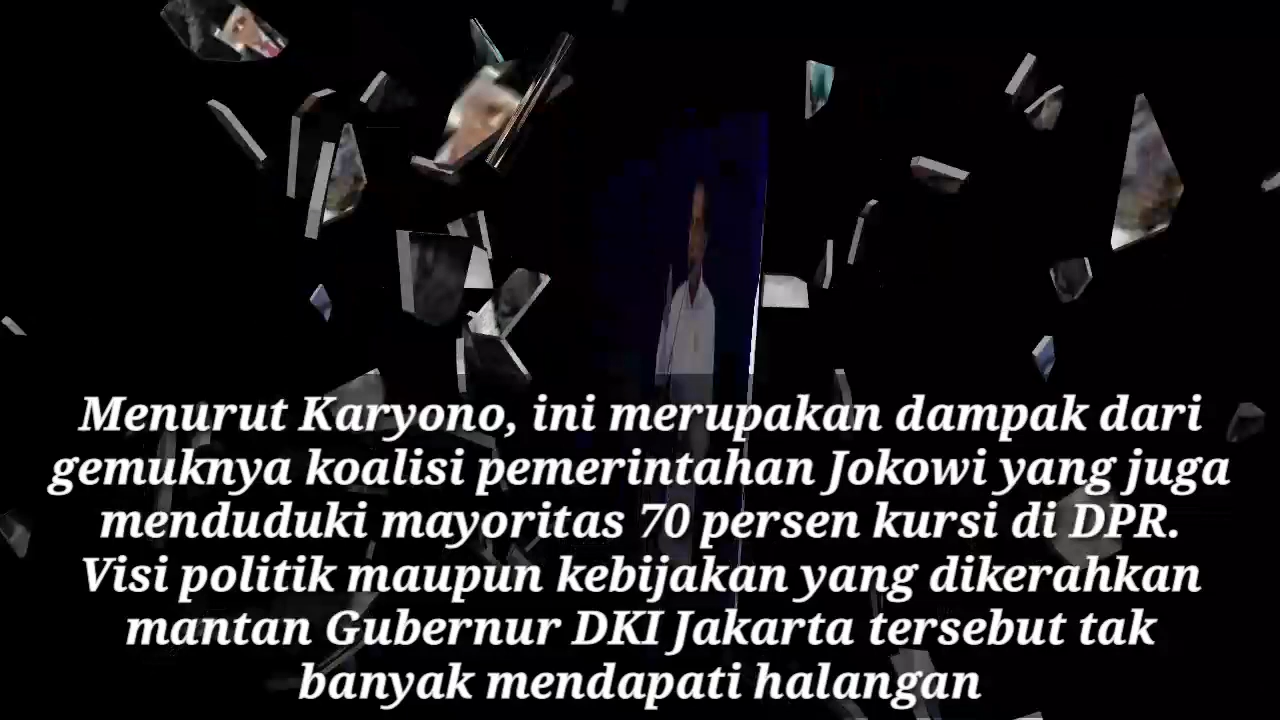 Menurut Karyono, ini merupakan dampak dari
gemuknya koalisi pemerintahan Jokowi yang juga
menduduki mayoritas 70 persen kursi di DPR.
Visi politik maupun kebijakan yang dikerahkan
mantan Gubernur DKI Jakarta tersebut tak
banyak mendapati halangan